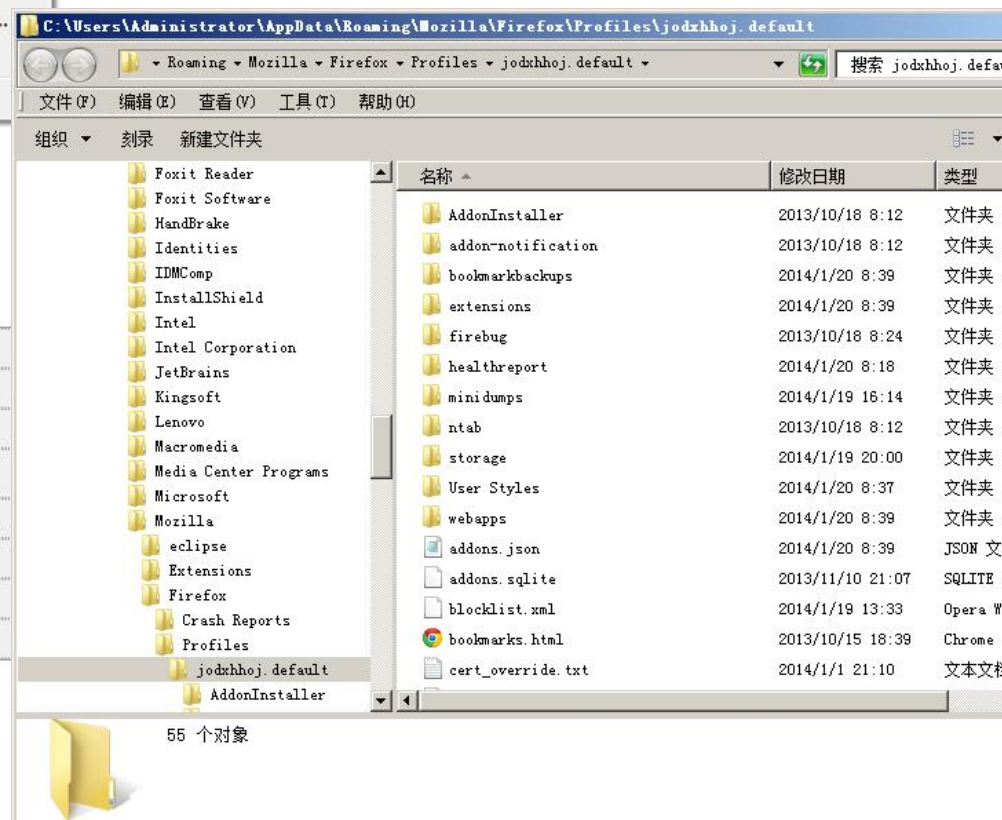 C:\Users\Administrator\AppData\Roaming\Mozilla\Firefox\Profiles\jodxhhoj.default
Roaming Mozilla Firefox Profiles jodxhhoj.default 搜索 jodxhhoj.defau
文件(F) 编辑(E) 查看(V) 工具(T) 帮助(H)
组织 刻录 新建文件夹
Foxit Reader
Foxit Software
HandBrake
Identities
IDMComp
InstallShield
Intel
Intel Corporation
JetBrains
Kingsoft
Lenovo
Macromedia
Media Center Programs
Microsoft
Mozilla
eclipse
Extensions
Firefox
Crash Reports
Profiles
jodxhhoj.default
AddonInstaller
名称 修改日期 类型
AddonInstaller 2013/10/18 8:12 文件夹
addon-notification 2013/10/18 8:12 文件夹
bookmarkbackups 2014/1/20 8:39 文件夹
extensions 2014/1/20 8:39 文件夹
firebug 2013/10/18 8:24 文件夹
healthreport 2014/1/20 8:18 文件夹
minidumps 2014/1/19 16:14 文件夹
ntab 2013/10/18 8:12 文件夹
storage 2014/1/19 20:00 文件夹
User Styles 2014/1/20 8:37 文件夹
webapps 2014/1/20 8:39 文件夹
addons.json 2014/1/20 8:39 JSON 文
addons.sqlite 2013/11/10 21:07 SQLITE
blocklist.xml 2014/1/19 13:33 Opera W
bookmarks.html 2013/10/15 18:39 Chrome
cert_override.txt 2014/1/1 21:10 文本文档
55 个对象